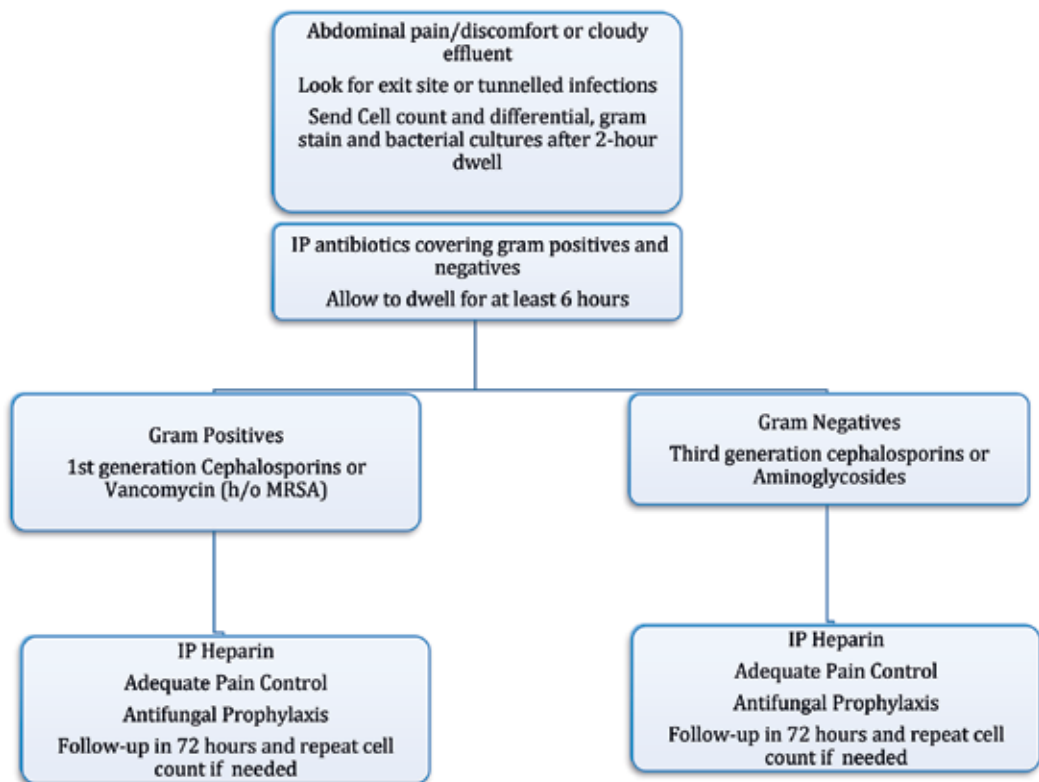 Abdominal pain/discomfort or cloudy
effluent
Look for exit site or tunnelled infections
Send Cell count and differential, gram
stain and bacterial cultures after 2-hour
dwell
IP antibiotics covering gram positives and
negatives
Allow to dwell for at least 6 hours
Gram Positives
1st generation Cephalosporins or
Vancomycin (h/o MRSA)
Gram Negatives
Third generation cephalosporins or
Aminoglycosides
IP Heparin
Adequate Pain Control
Antifungal Prophylaxis
Follow-up in 72 hours and repeat cell
count if needed
IP Heparin
Adequate Pain Control
Antifungal Prophylaxis
Follow-up in 72 hours and repeat cell
count if needed